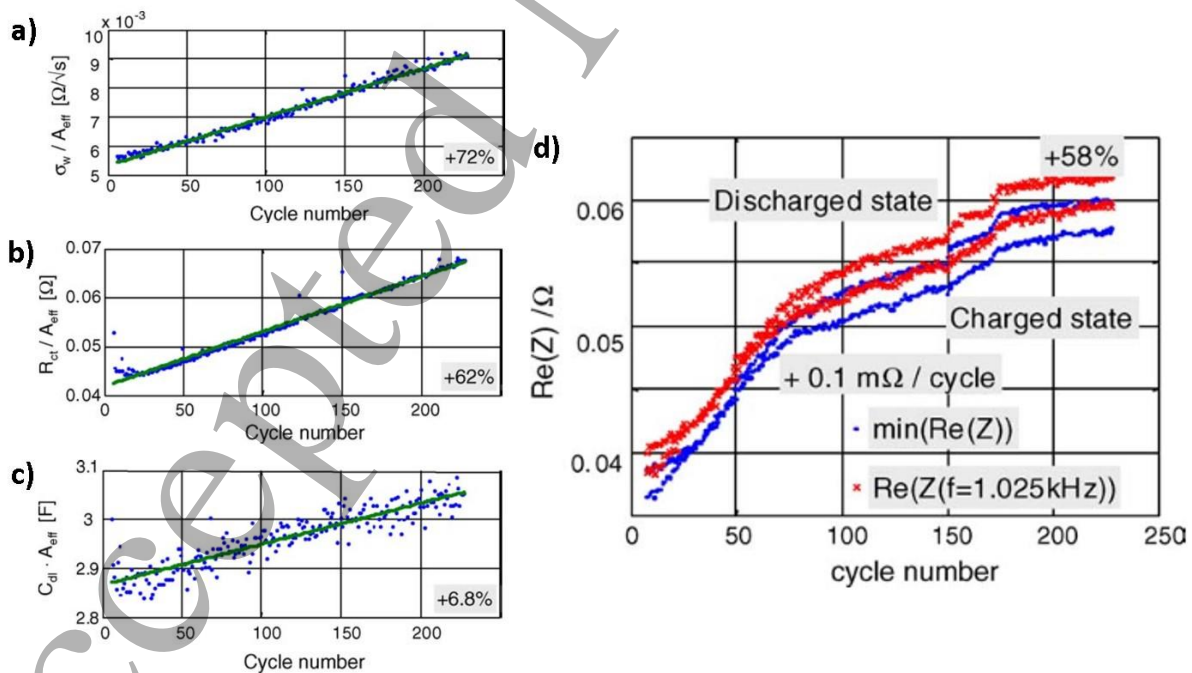 a)
x 10⁻³
10
9
8
7
6
5
σw / Aeff [Ω/√s]
+72%
0 50 100 150 200
Cycle number
b)
0.07
0.06
0.05
0.04
Rct / Aeff [Ω]
+62%
0 50 100 150 200
Cycle number
c)
3.1
3
2.9
2.8
Cdl · Aeff [F]
+6.8%
0 50 100 150 200
Cycle number
d)
+58%
Discharged state
0.06
Charged state
0.05
+ 0.1 mΩ / cycle
min(Re(Z))
0.04
Re(Z(f=1.025kHz))
Re(Z) /Ω
0 50 100 150 200 250
cycle number
ccepted